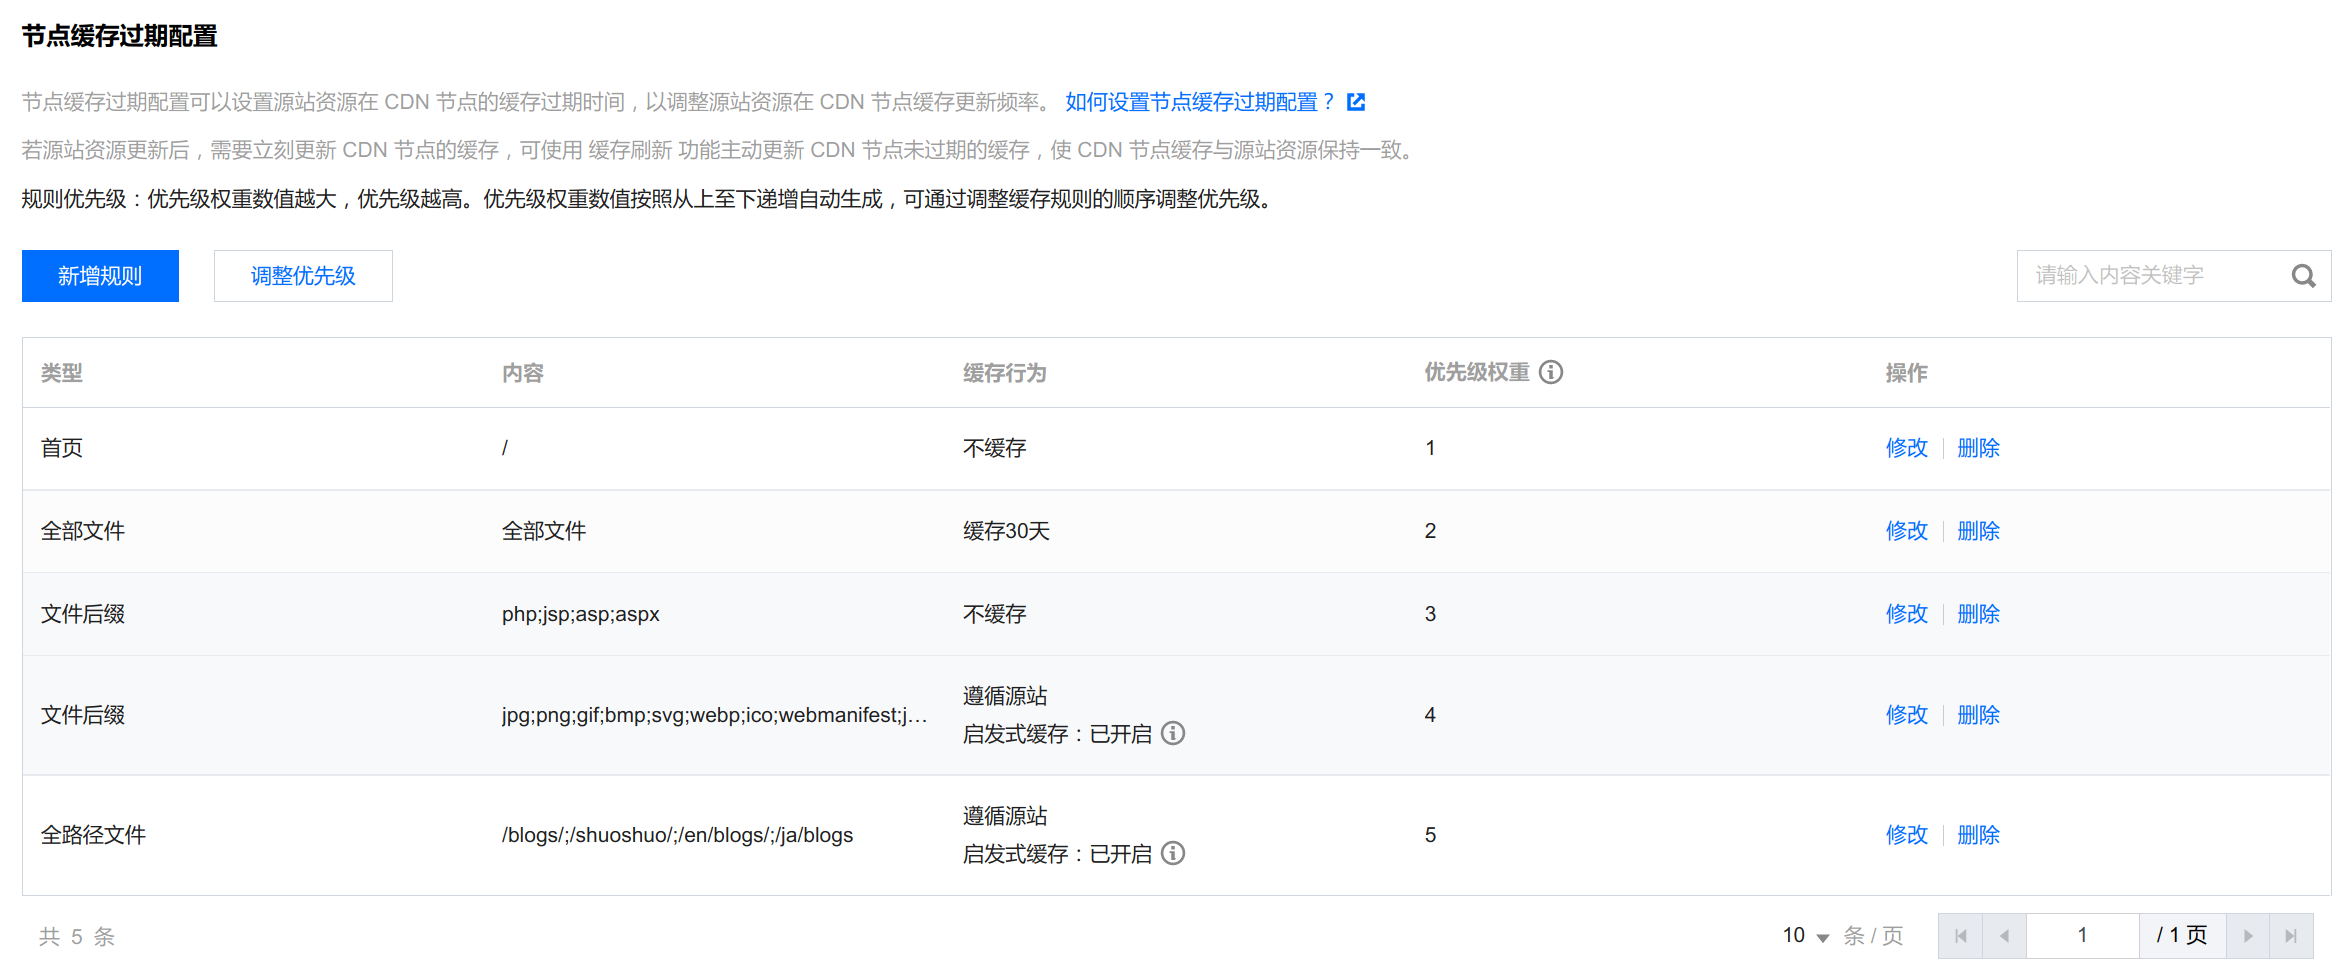 节点缓存过期配置
节点缓存过期配置可以设置源站资源在 CDN 节点的缓存过期时间，以调整源站资源在 CDN 节点缓存更新频率。 如何设置节点缓存过期配置？
若源站资源更新后，需要立刻更新 CDN 节点的缓存，可使用 缓存刷新 功能主动更新 CDN 节点未过期的缓存，使 CDN 节点缓存与源站资源保持一致。
规则优先级：优先级权重数值越大，优先级越高。优先级权重数值按照从上至下递增自动生成，可通过调整缓存规则的顺序调整优先级。
新增规则 调整优先级 请输入内容关键字
类型 内容 缓存行为 优先级权重 操作
首页 / 不缓存 1 修改 删除
全部文件 全部文件 缓存30天 2 修改 删除
文件后缀 php;jsp;asp;aspx 不缓存 3 修改 删除
文件后缀 jpg;png;gif;bmp;svg;webp;ico;webmanifest;j... 遵循源站 4 修改 删除
启发式缓存：已开启
全路径文件 /blogs/;/shuoshuo/;/en/blogs/;/ja/blogs 遵循源站 5 修改 删除
启发式缓存：已开启
共 5 条 10 条 / 页 1 / 1 页